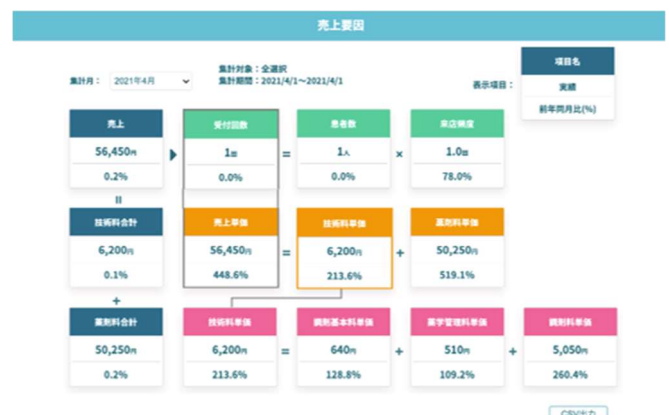 売上要因
集計月： 2021年4月
集計対象：全選択
集計期間：2021/4/1～2021/4/1
表示項目：
項目名
実績
前年同月比(%)
売上 受付回数 患者数 来店頻度
56,450円 1回 = 1人 × 1.0回
0.2% 0.0% 0.0% 78.0%
=
技術料合計 売上単価 技術料単価 薬剤料単価
6,200円 56,450円 = 6,200円 + 50,250円
0.1% 448.6% 213.6% 519.1%
+
薬剤料合計 技術料単価 調剤基本料単価 薬学管理料単価 調剤料単価
50,250円 6,200円 = 640円 + 510円 + 5,050円
0.2% 213.6% 128.8% 109.2% 260.4%
CSV出力